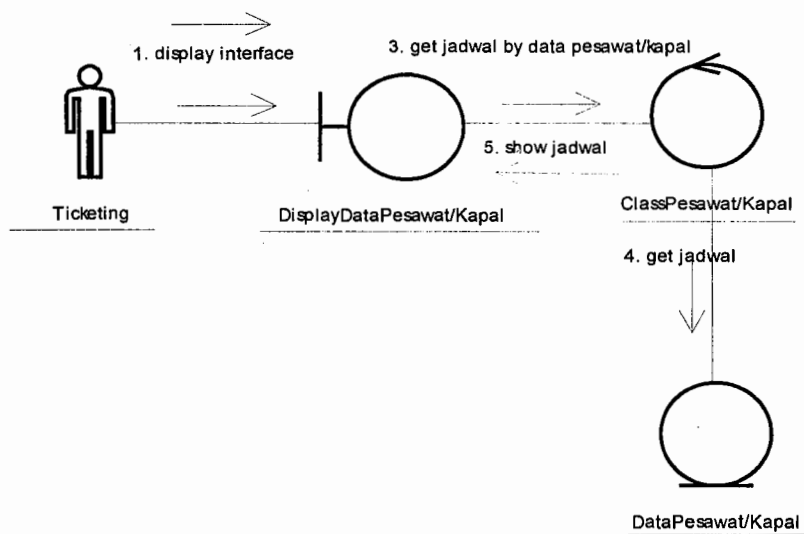 1. display interface
3. get jadwal by data pesawat/kapal
5. show jadwal
Ticketing
DisplayDataPesawat/Kapal
ClassPesawat/Kapal
4. get jadwal
DataPesawat/Kapal